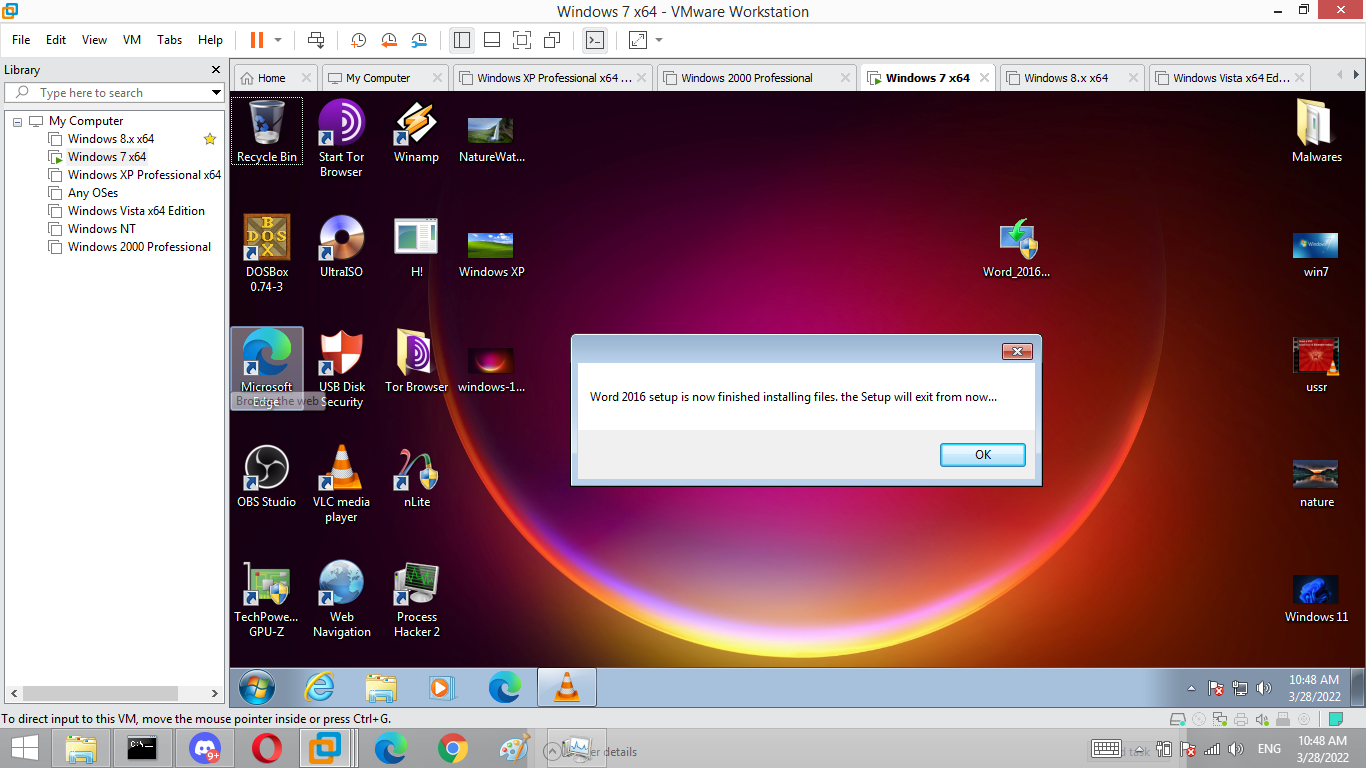 Windows 7 x64 - VMware Workstation
File Edit View VM Tabs Help
Library
Type here to search
My Computer
Windows 8.x x64
Windows 7 x64
Windows XP Professional x64
Any OSes
Windows Vista x64 Edition
Windows NT
Windows 2000 Professional
Home My Computer Windows XP Professional x64 ... Windows 2000 Professional Windows 7 x64 Windows 8.x x64 Windows Vista x64 Ed...
Recycle Bin
Start Tor
Browser
Winamp
NatureWat...
Malwares
BOSX
DOSBox
0.74-3
UltraISO
H!
Windows XP
Word_2016...
win7
Microsoft
Edge
Browse the web
USB Disk
Security
Tor Browser
windows-1...
ussr
Word 2016 setup is now finished installing files. the Setup will exit from now...
OK
OBS Studio
VLC media
player
nLite
nature
TechPowe...
GPU-Z
Web
Navigation
Process
Hacker 2
Windows 11
10:48 AM
3/28/2022
To direct input to this VM, move the mouse pointer inside or press Ctrl+G.
C:\.
9+
details
ENG
10:48 AM
3/28/2022